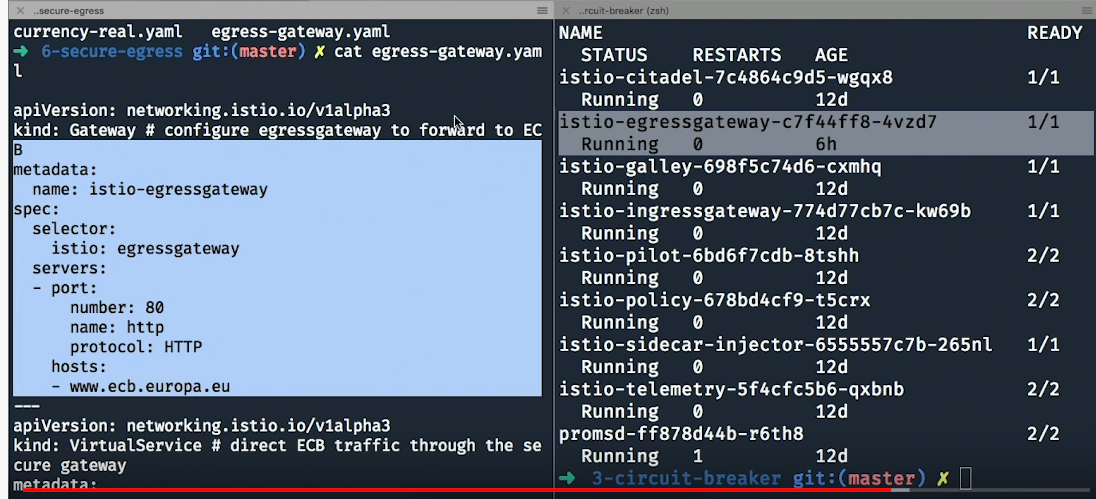 ..secure-egress
currency-real.yaml   egress-gateway.yaml
➜  6-secure-egress git:(master) ✗ cat egress-gateway.yam
l
apiVersion: networking.istio.io/v1alpha3
kind: Gateway # configure egressgateway to forward to EC
B
metadata:
  name: istio-egressgateway
spec:
  selector:
    istio: egressgateway
  servers:
  - port:
      number: 80
      name: http
      protocol: HTTP
    hosts:
    - www.ecb.europa.eu
---
apiVersion: networking.istio.io/v1alpha3
kind: VirtualService # direct ECB traffic through the se
cure gateway
metadata:
..rcuit-breaker (zsh)
NAME                                      READY
  STATUS    RESTARTS   AGE
istio-citadel-7c4864c9d5-wgqx8            1/1
  Running   0          12d
istio-egressgateway-c7f44ff8-4vzd7        1/1
  Running   0          6h
istio-galley-698f5c74d6-cxmhq             1/1
  Running   0          12d
istio-ingressgateway-774d77cb7c-kw69b     1/1
  Running   0          12d
istio-pilot-6bd6f7cdb-8tshh               2/2
  Running   0          12d
istio-policy-678bd4cf9-t5crx              2/2
  Running   0          12d
istio-sidecar-injector-6555557c7b-265nl   1/1
  Running   0          12d
istio-telemetry-5f4cfc5b6-qxbnb           2/2
  Running   0          12d
promsd-ff878d44b-r6th8                    2/2
  Running   1          12d
➜  3-circuit-breaker git:(master) ✗